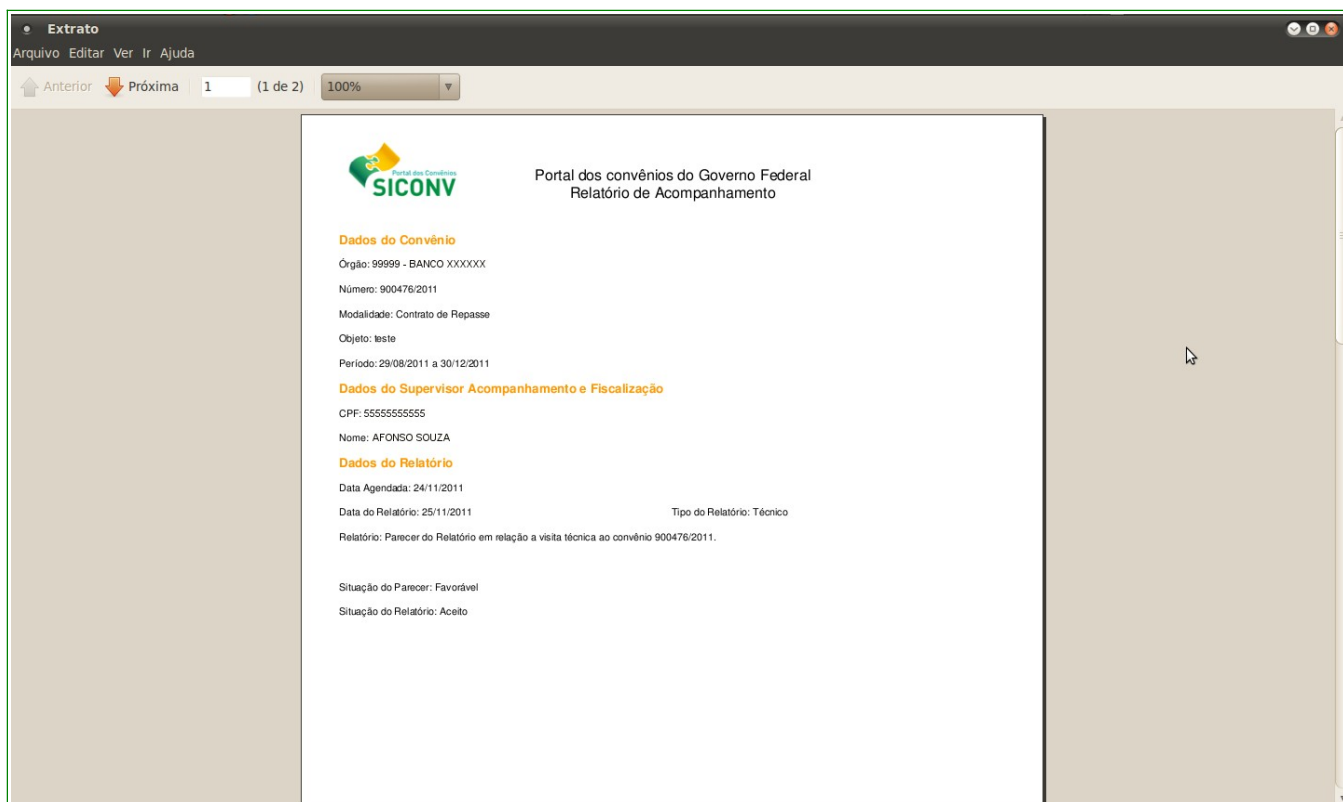 Extrato
Arquivo Editar Ver Ir Ajuda
Anterior Próxima 1 (1 de 2) 100%
Portal dos Convênios
SICONV
Portal dos convênios do Governo Federal
Relatório de Acompanhamento
Dados do Convênio
Órgão: 99999 - BANCO XXXXXX
Número: 900476/2011
Modalidade: Contrato de Repasse
Objeto: teste
Período: 29/08/2011 a 30/12/2011
Dados do Supervisor Acompanhamento e Fiscalização
CPF: 55555555555
Nome: AFONSO SOUZA
Dados do Relatório
Data Agendada: 24/11/2011
Data do Relatório: 25/11/2011 Tipo do Relatório: Técnico
Relatório: Parecer do Relatório em relação a visita técnica ao convênio 900476/2011.
Situação do Parecer: Favorável
Situação do Relatório: Aceito